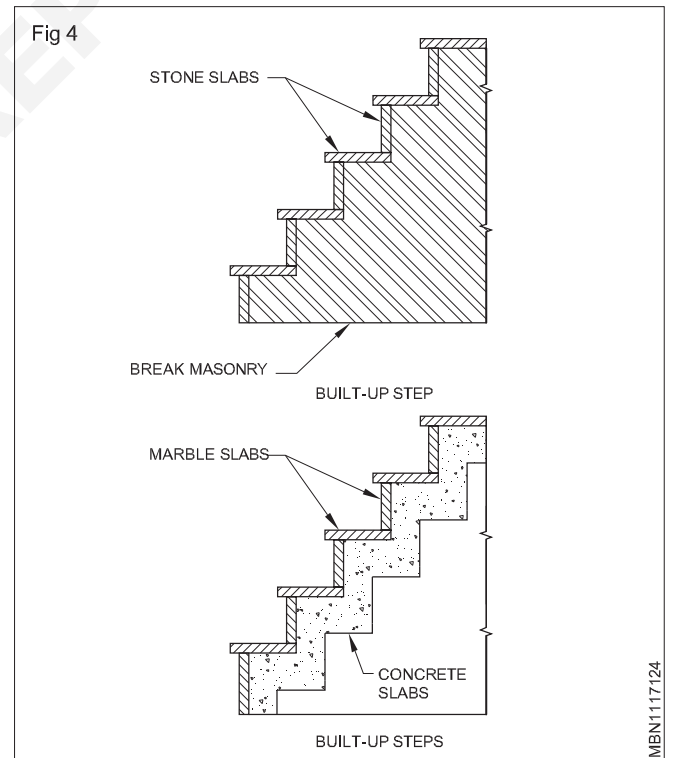 Fig 4
STONE SLABS
BREAK MASONRY
BUILT-UP STEP
MARBLE SLABS
CONCRETE
SLABS
BUILT-UP STEPS
MBN1117124